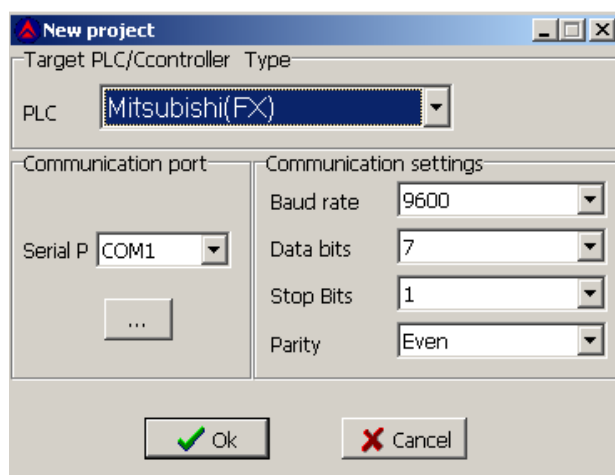 New project
Target PLC/Ccontroller Type
PLC Mitsubishi(FX)
Communication port
Serial P COM1
...
Communication settings
Baud rate 9600
Data bits 7
Stop Bits 1
Parity Even
Ok
Cancel